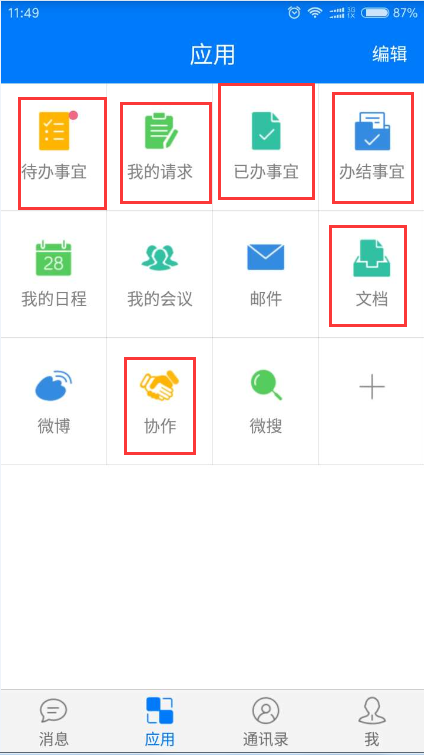 11:49 3G 1X 87%
应用 编辑
待办事宜 我的请求 已办事宜 办结事宜
28
我的日程 我的会议 邮件 文档
微博 协作 微搜
消息 应用 通讯录 我